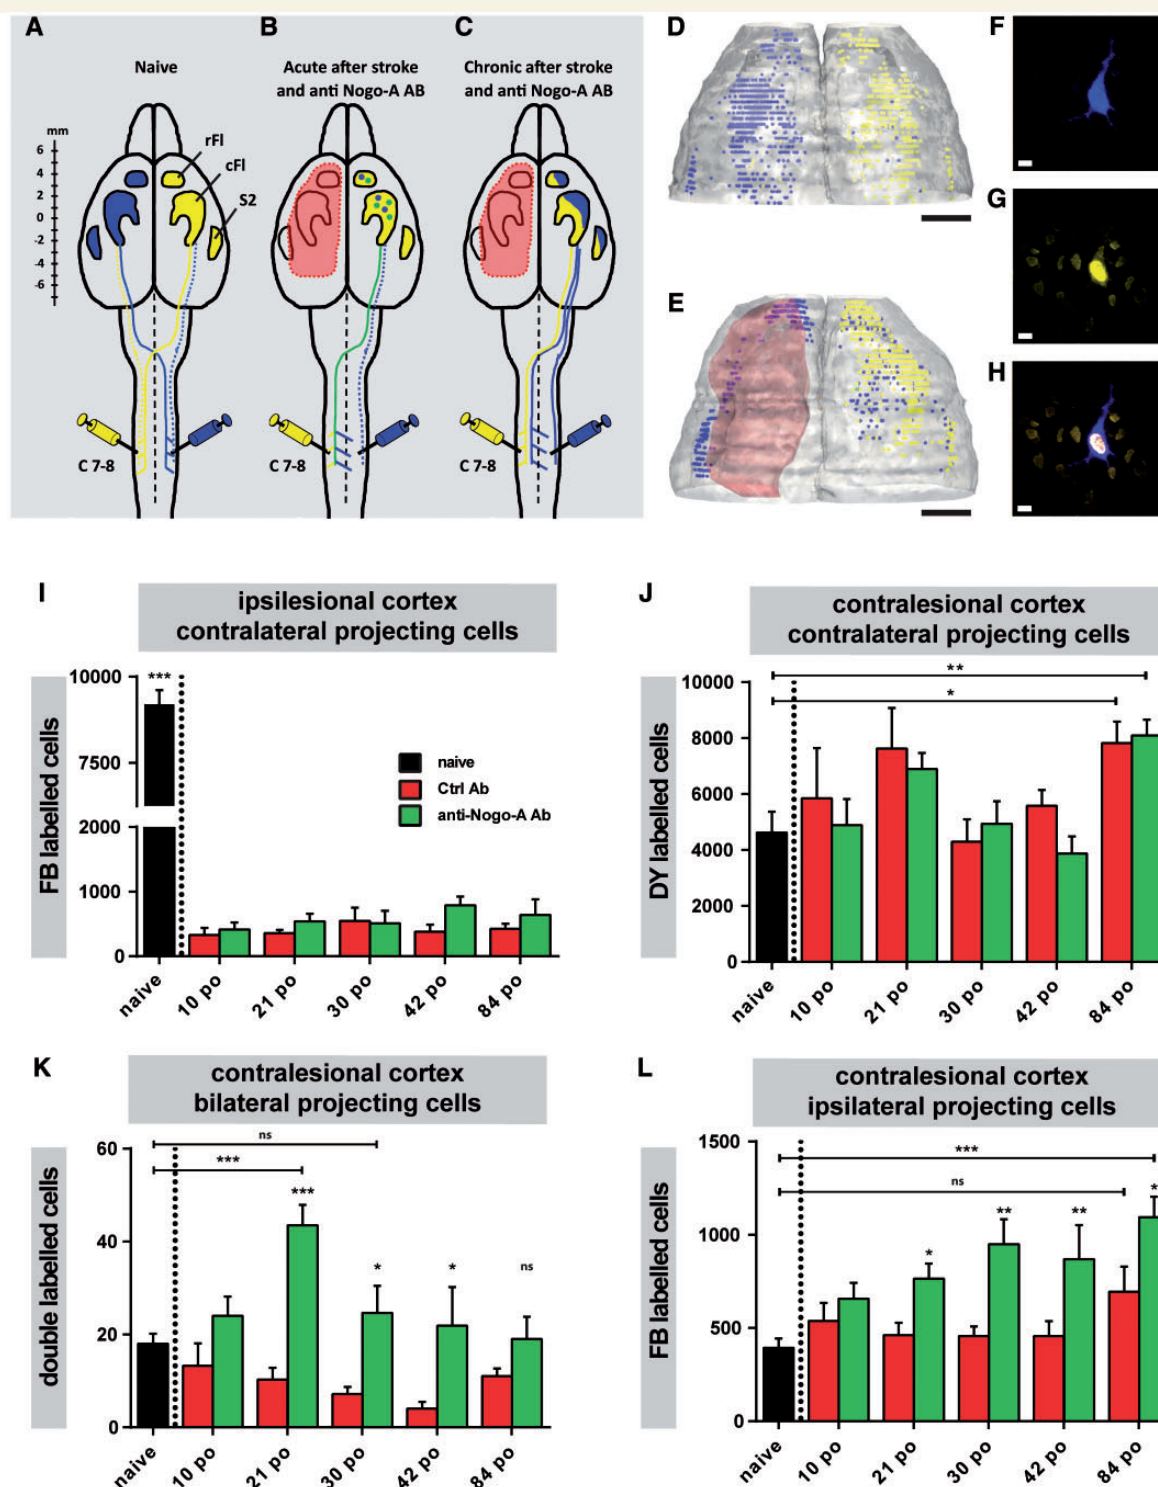 A
B
C
D
F
Naive
Acute after stroke
and anti Nogo-A AB
Chronic after stroke
and anti Nogo-A AB
mm
6
4
2
0
-2
-4
-6
rFl
cFl
S2
C 7-8
C 7-8
C 7-8
G
E
H
I
ipsilesional cortex
contralateral projecting cells
FB labelled cells
10000
7500
2000
1000
0
***
naive
Ctrl Ab
anti-Nogo-A Ab
naive
10 po
21 po
30 po
42 po
84 po
J
contralesional cortex
contralateral projecting cells
DY labelled cells
10000
8000
6000
4000
2000
0
**
*
naive
10 po
21 po
30 po
42 po
84 po
K
contralesional cortex
bilateral projecting cells
double labelled cells
60
40
20
0
ns
***
***
*
*
ns
naive
10 po
21 po
30 po
42 po
84 po
L
contralesional cortex
ipsilateral projecting cells
FB labelled cells
1500
1000
500
0
***
ns
*
**
**
*
naive
10 po
21 po
30 po
42 po
84 po